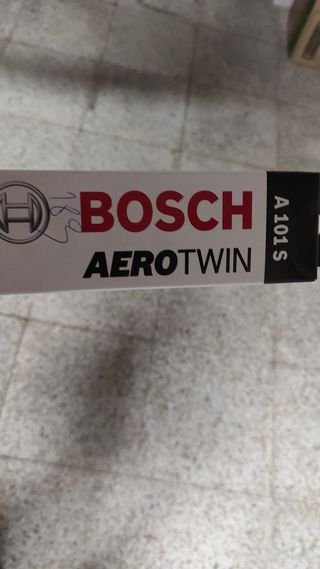 BOSCH
AEROTWIN
A 101 S